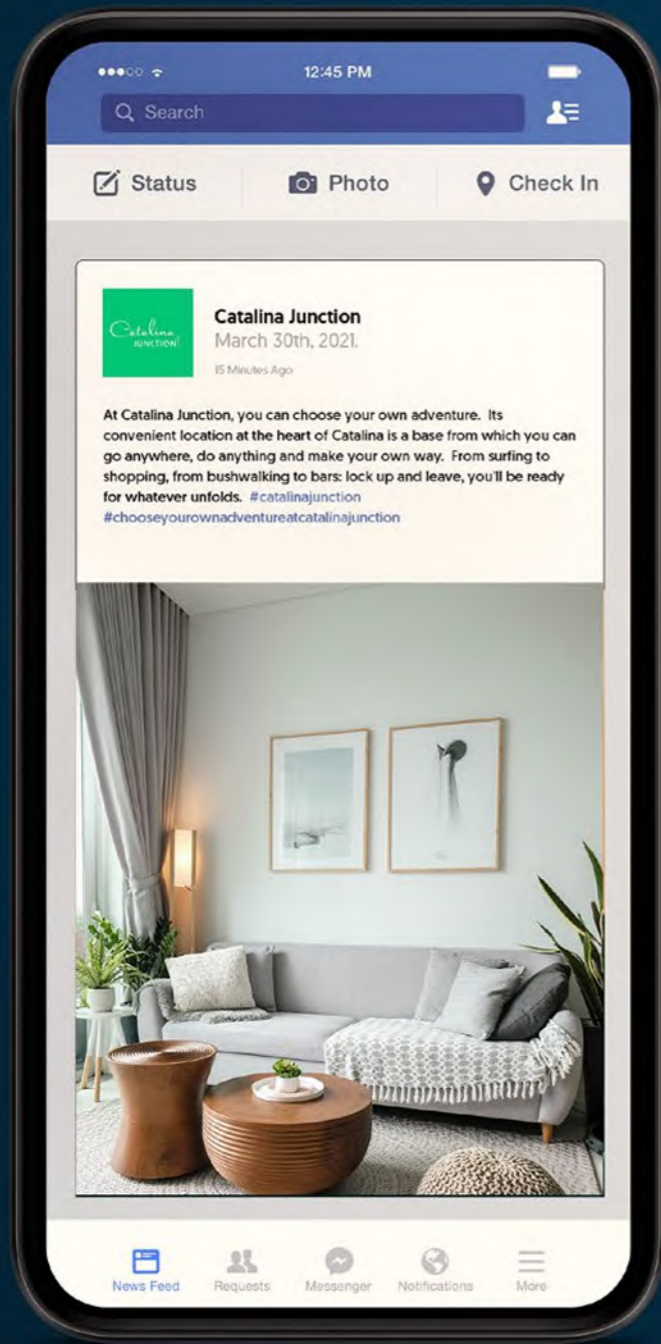 12:45 PM
Search
Status Photo Check In
Catalina
JUNCTION
Catalina Junction
March 30th, 2021.
15 Minutes Ago
At Catalina Junction, you can choose your own adventure. Its
convenient location at the heart of Catalina is a base from which you can
go anywhere, do anything and make your own way. From surfing to
shopping, from bushwalking to bars: lock up and leave, you'll be ready
for whatever unfolds. #catalinajunction
#chooseyourownadventureatcatalinajunction
News Feed Requests Messenger Notifications More